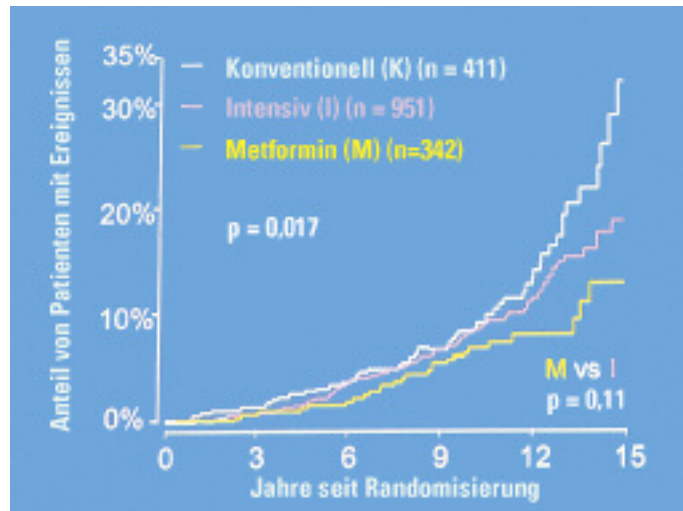 Anteil von Patienten mit Ereignissen
35%
30%
20%
10%
0%
Konventionell (K) (n = 411)
Intensiv (I) (n = 951)
Metformin (M) (n=342)
p = 0,017
M vs I
p = 0,11
0 3 6 9 12 15
Jahre seit Randomisierung